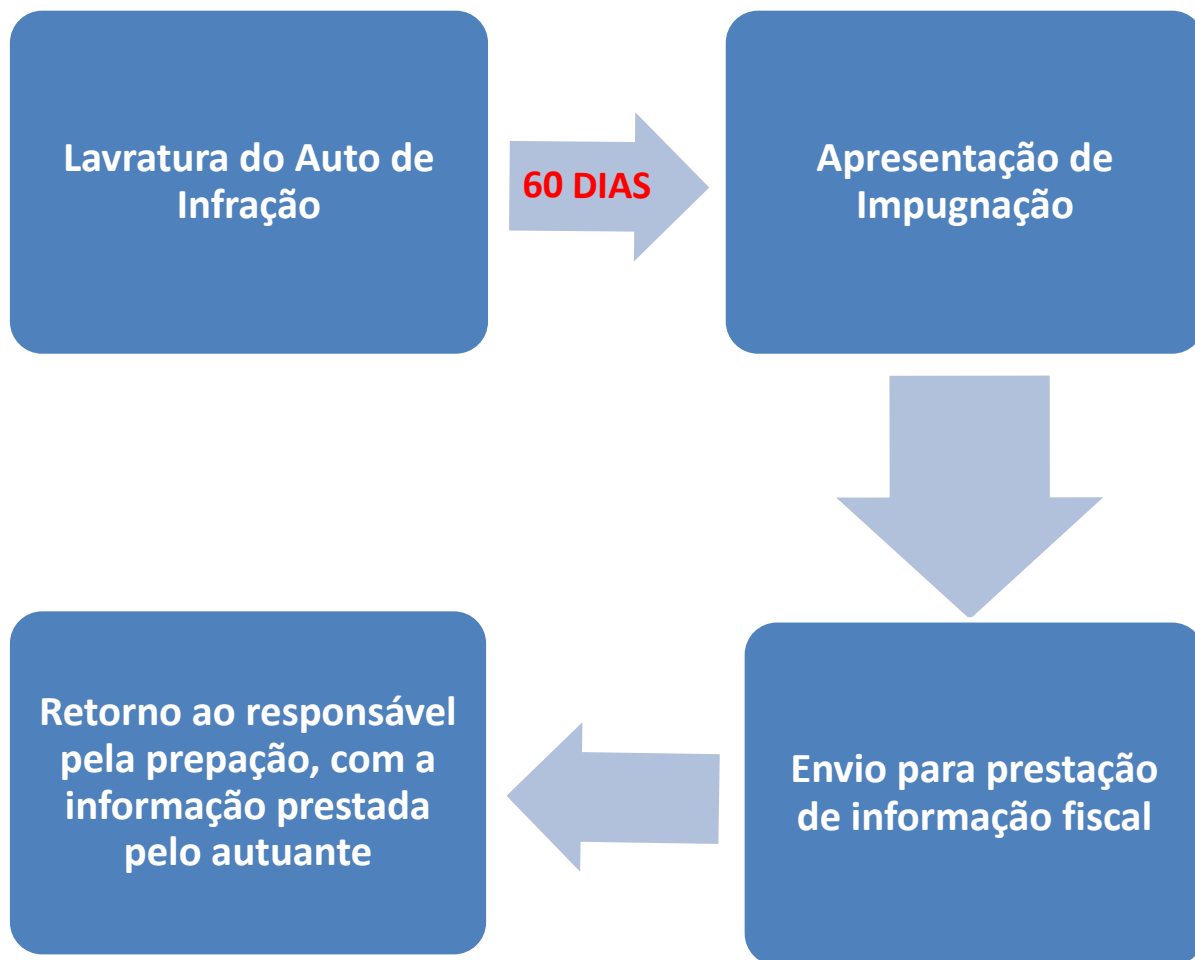 Lavratura do Auto de
Infração
60 DIAS
Apresentação de
Impugnação
Retorno ao responsável
pela prepação, com a
informação prestada
pelo autuante
Envio para prestação
de informação fiscal